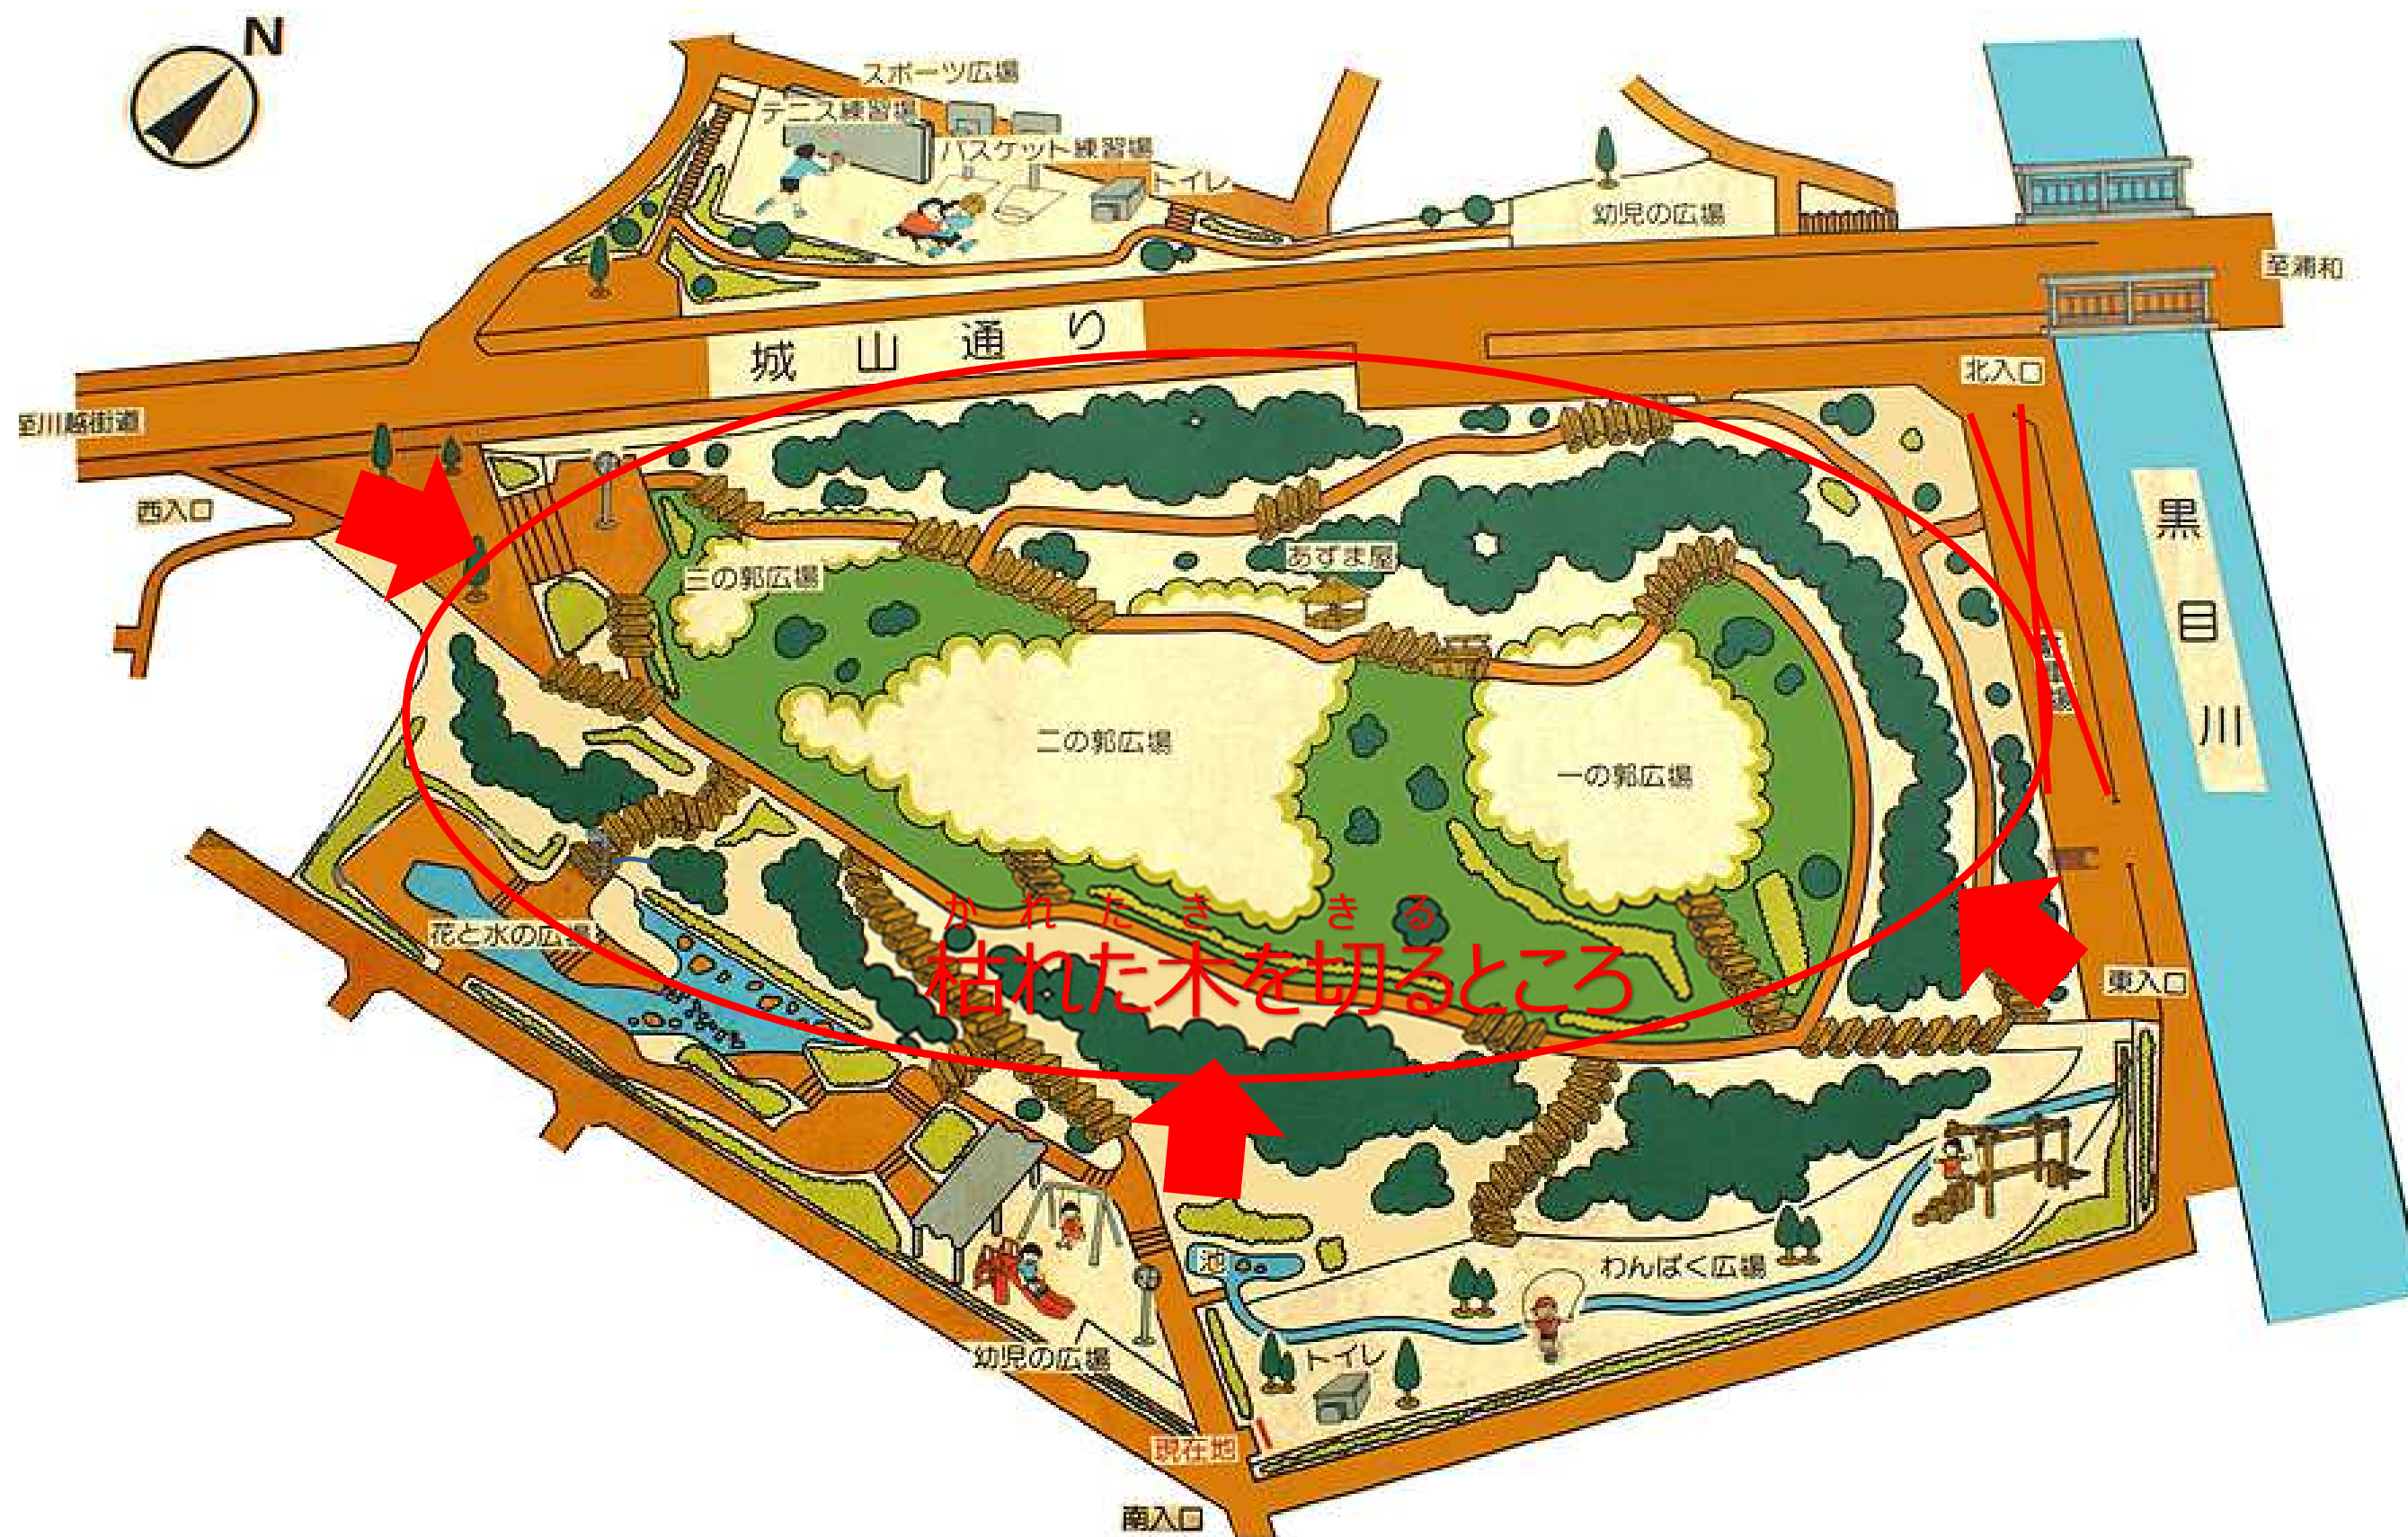 N
スポーツ広場
テニス練習場
バスケット練習場
トイレ
幼児の広場
至浦和
城山通り
北入口
至川越街道
西入口
黒目川
あずま屋
三の郭広場
二の郭広場
一の郭広場
駐車場
かれたき きる
枯れた木を切るところ
花と水の広場
東入口
池
わんぱく広場
幼児の広場
トイレ
現在地
南入口